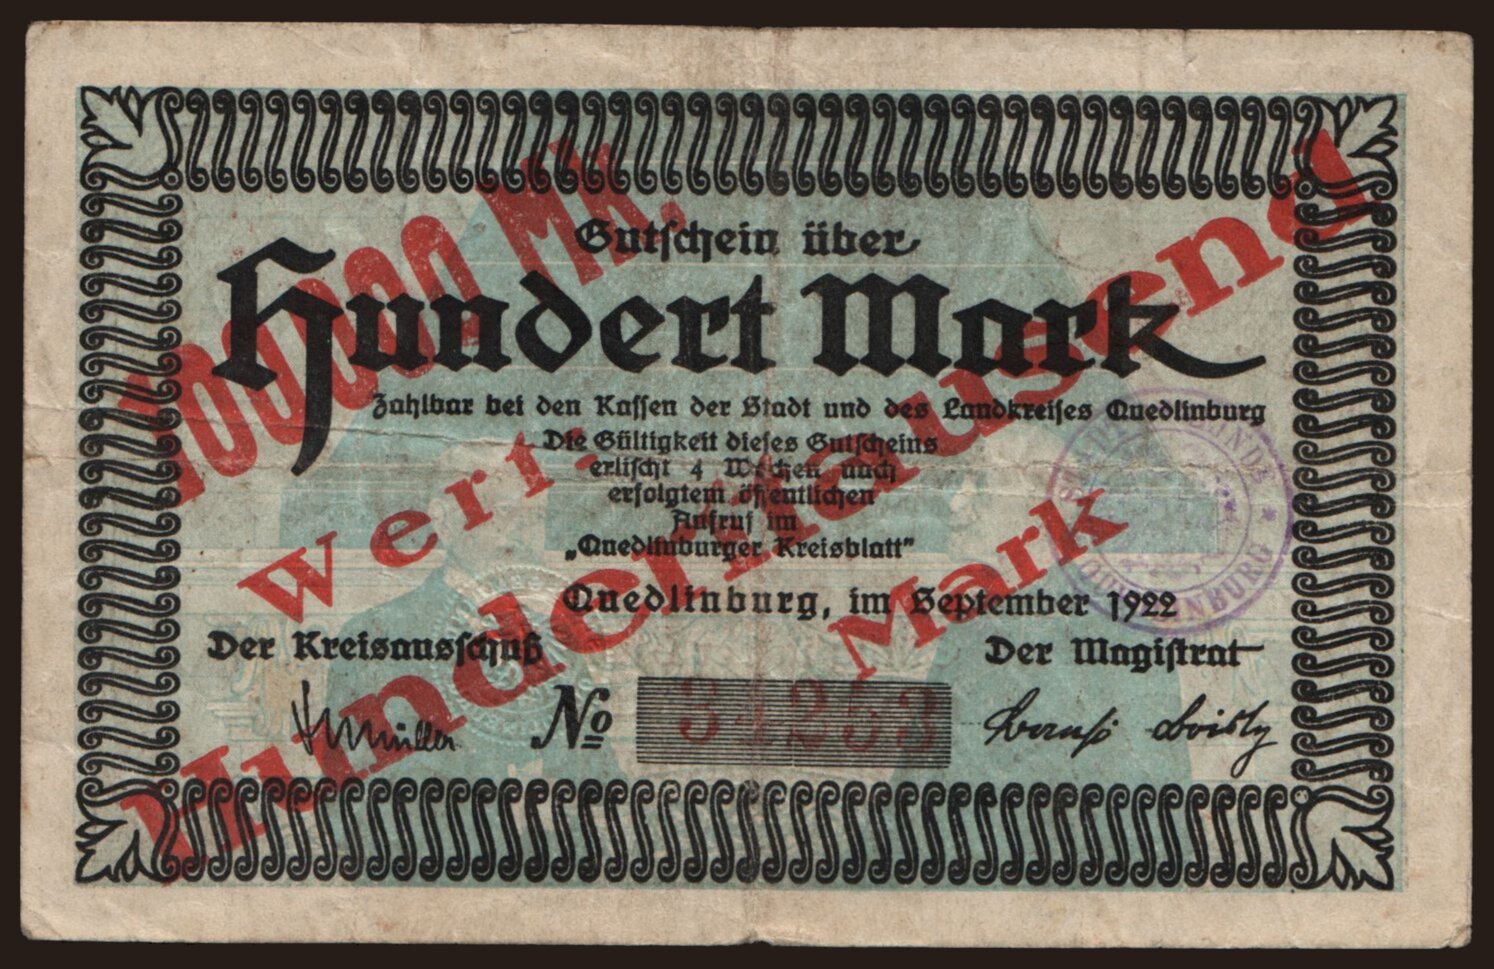 Gutschein über
Hundert Mark
Zahlbar bei den Kassen der Stadt und des Landkreises Quedlinburg
Die Gültigkeit dieses Gutscheins
erlischt 4 Wochen nach
erfolgtem öffentlichen
Aufruf im
„Quedlinburger Kreisblatt“
Quedlinburg, im September 1922
Der Kreisausschuß
Der Magistrat
No 34253
100000 Mk.
Wert:
Hunderttausend
Mark
QUEDLINBURG